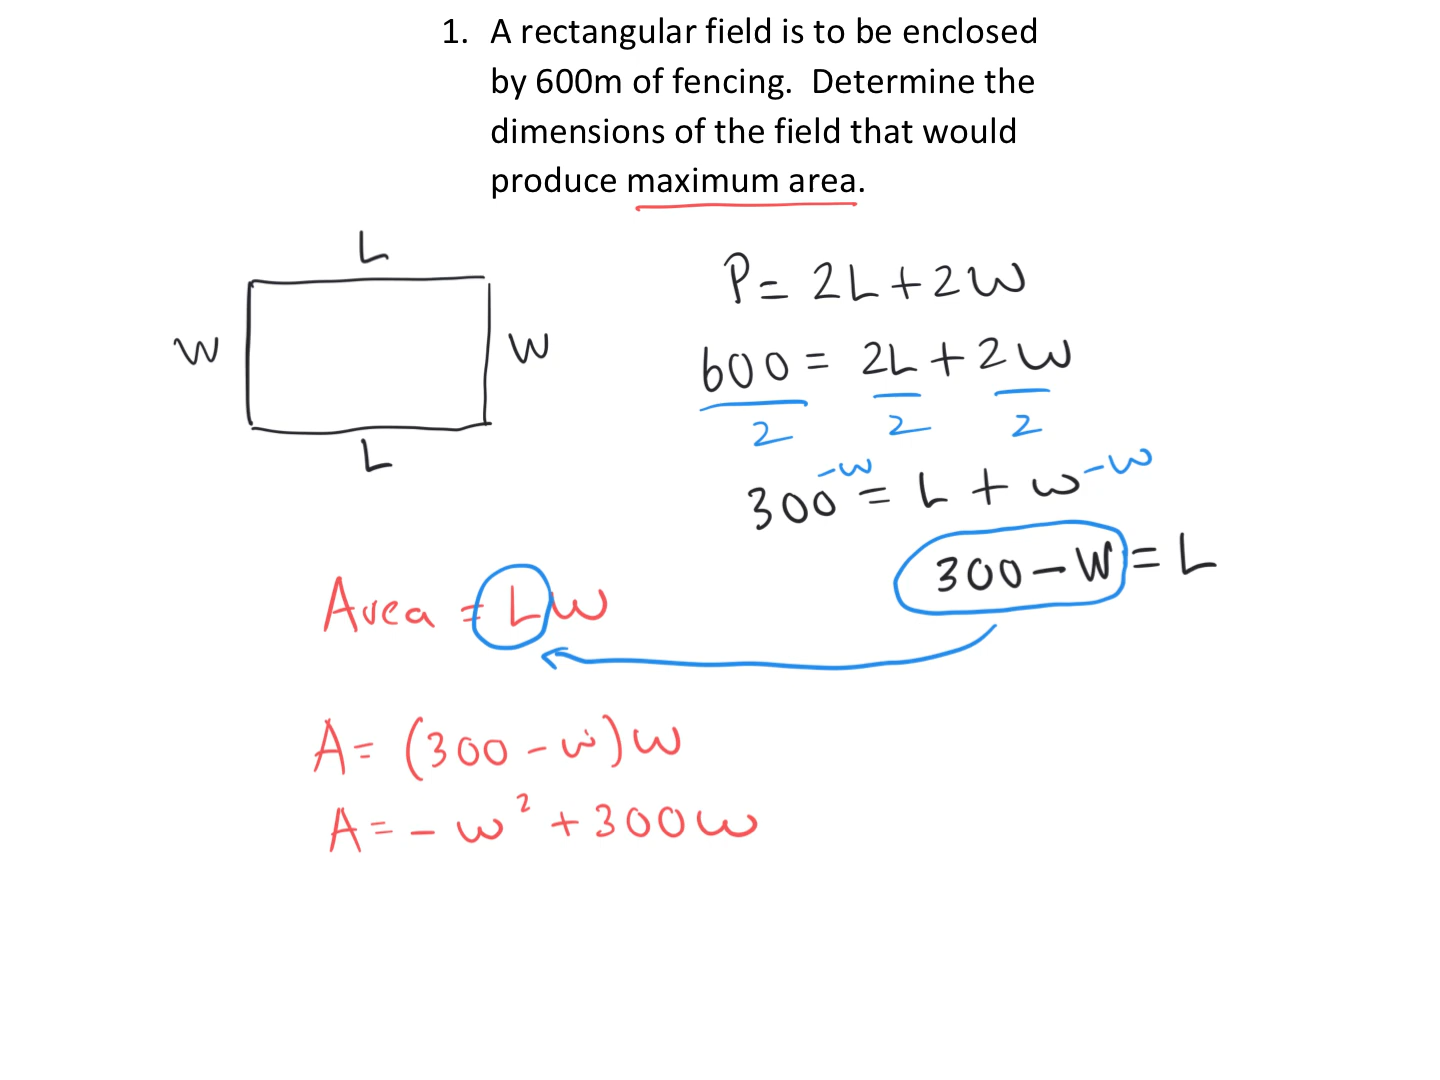 1. A rectangular field is to be enclosed
by 600m of fencing. Determine the
dimensions of the field that would
produce maximum area.
L
W
W
L
P = 2L + 2W
600 = 2L + 2W
2 2 2
300 -W = L + W -W
300 - W = L
Area = LW
A = (300 - W)W
A = - W² + 300W